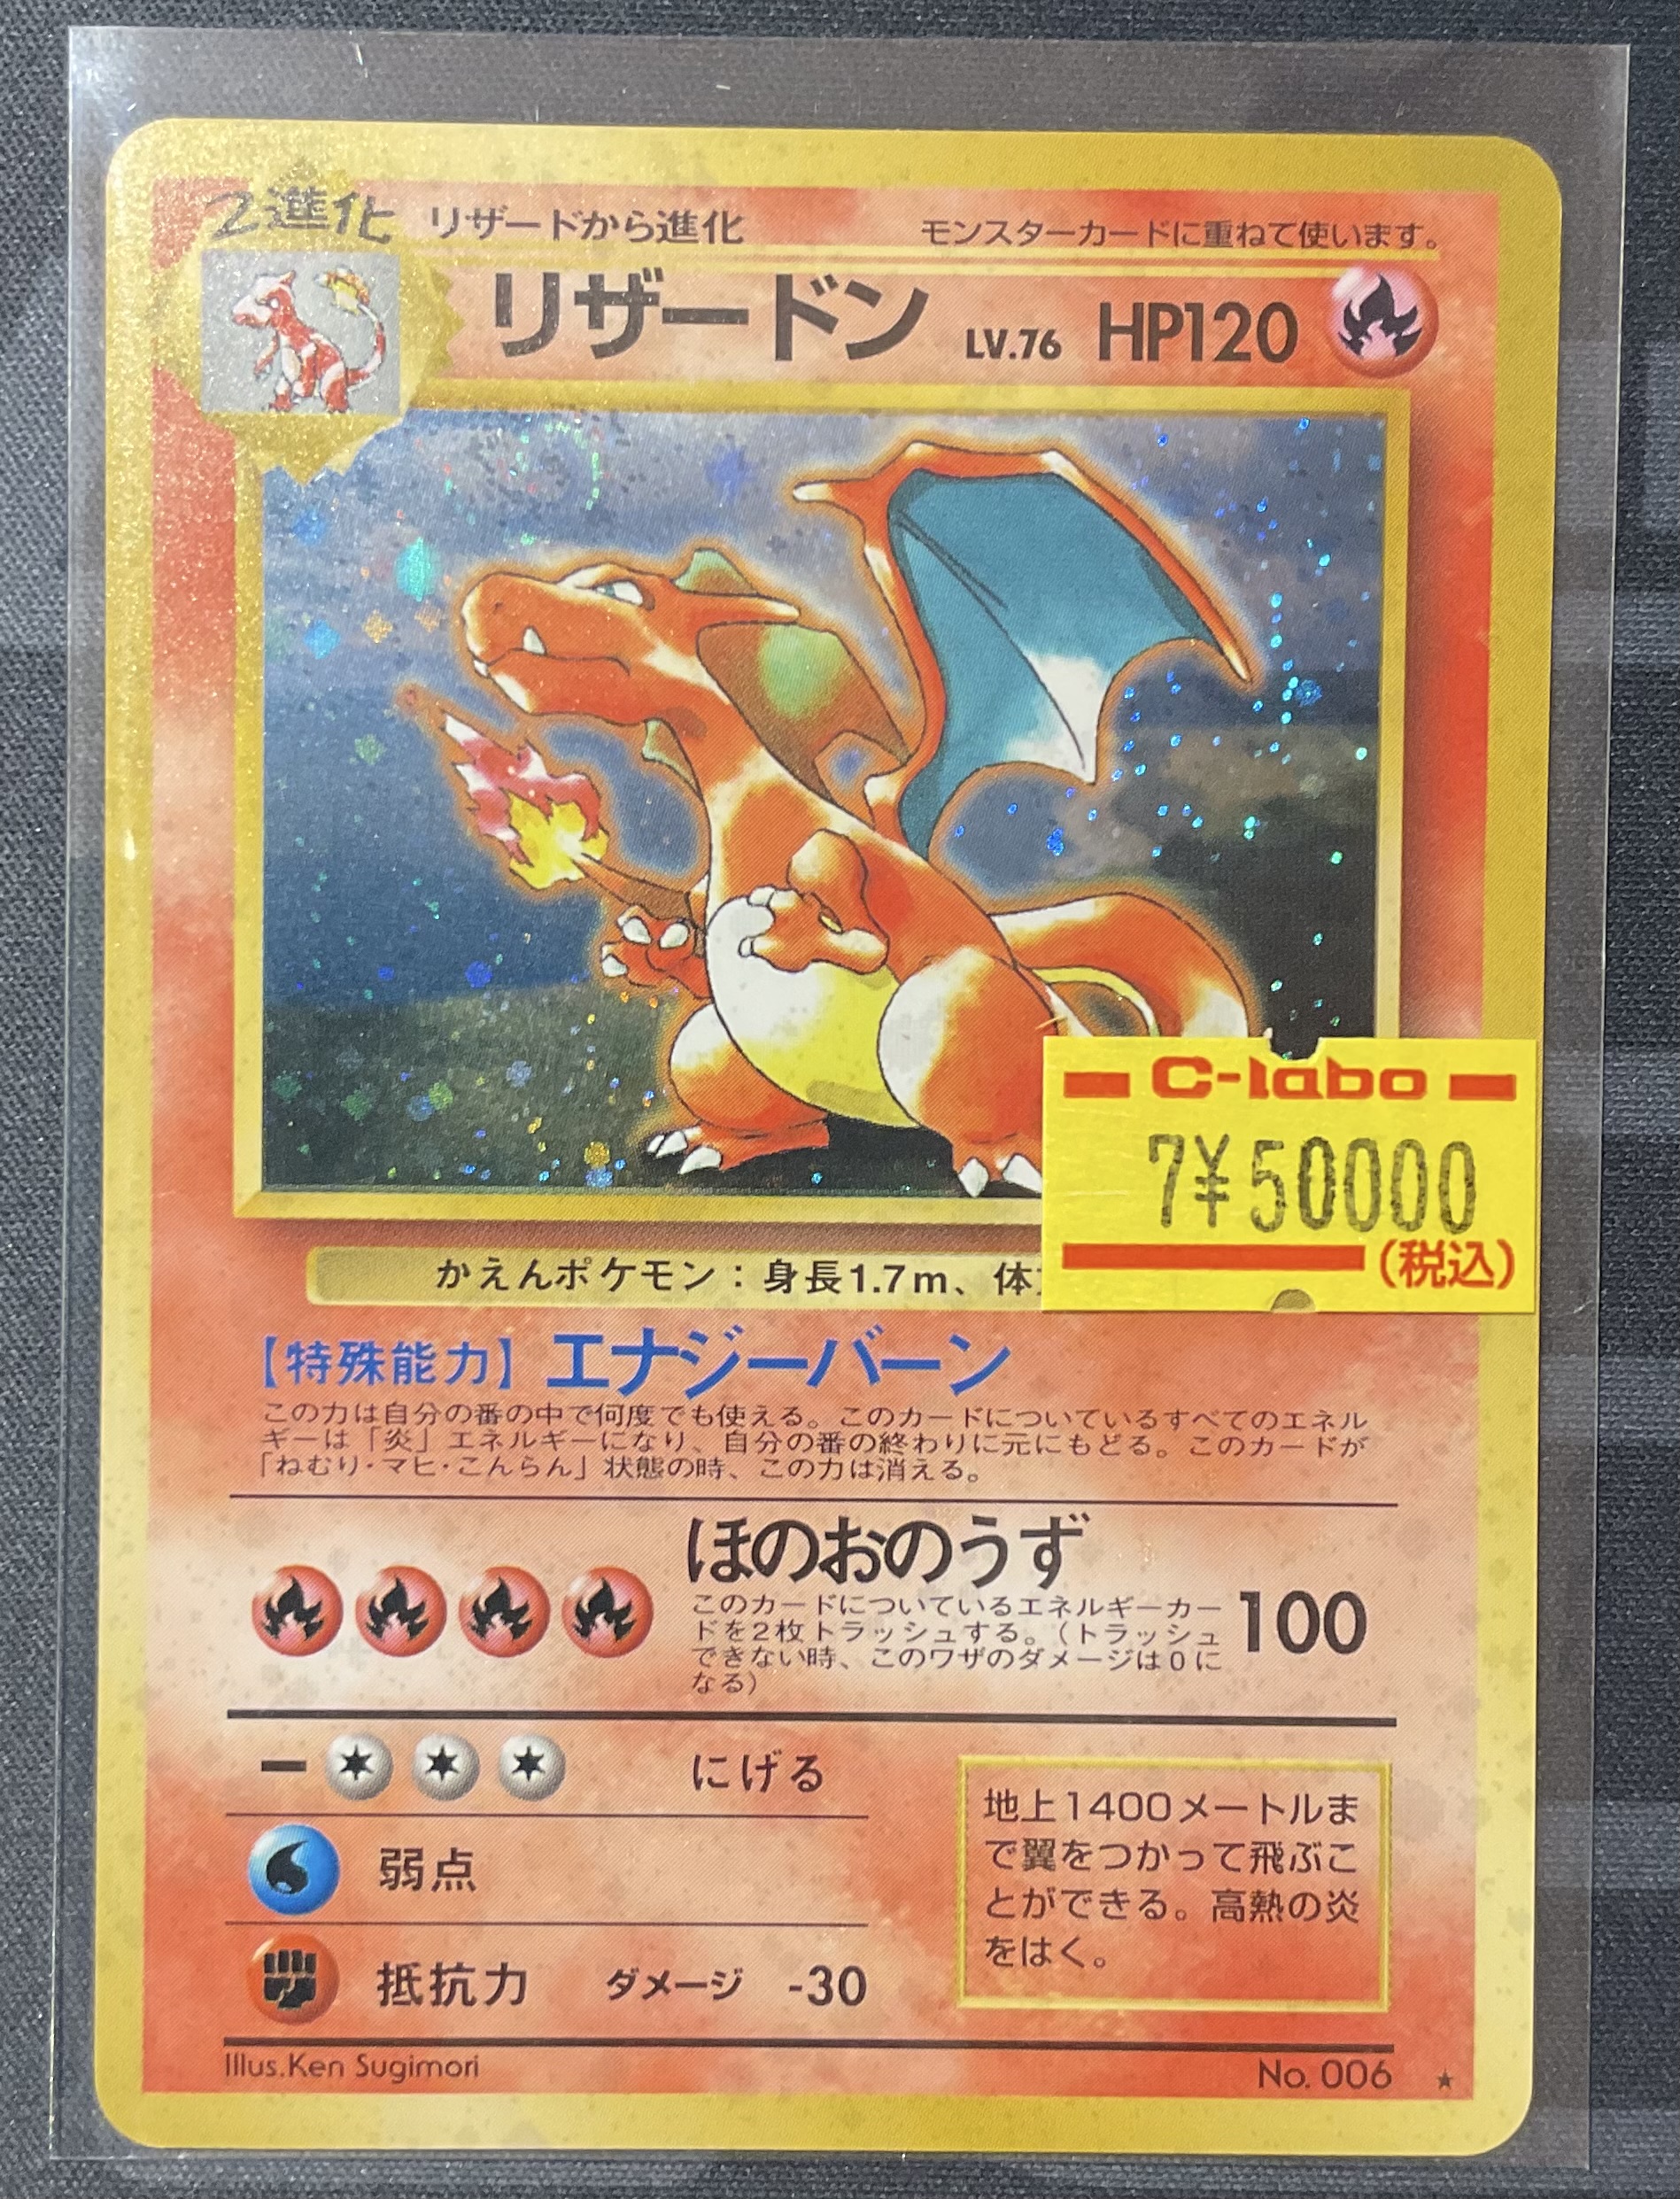 2進化 リザードから進化 モンスターカードに重ねて使います。
リザードン LV.76 HP120
C-labo
7¥50000
(税込)
かえんポケモン：身長1.7m、体
【特殊能力】エナジーバーン
この力は自分の番の中で何度でも使える。このカードについているすべてのエネル
ギーは「炎」エネルギーになり、自分の番の終わりに元にもどる。このカードが
「ねむり・マヒ・こんらん」状態の時、この力は消える。
ほのおのうず
このカードについているエネルギーカー
ドを2枚トラッシュする。（トラッシュ
できない時、このワザのダメージは0に
なる）
100
にげる
弱点
抵抗力 ダメージ -30
地上1400メートルま
で翼をつかって飛ぶこ
とができる。高熱の炎
をはく。
Illus.Ken Sugimori No. 006 ★